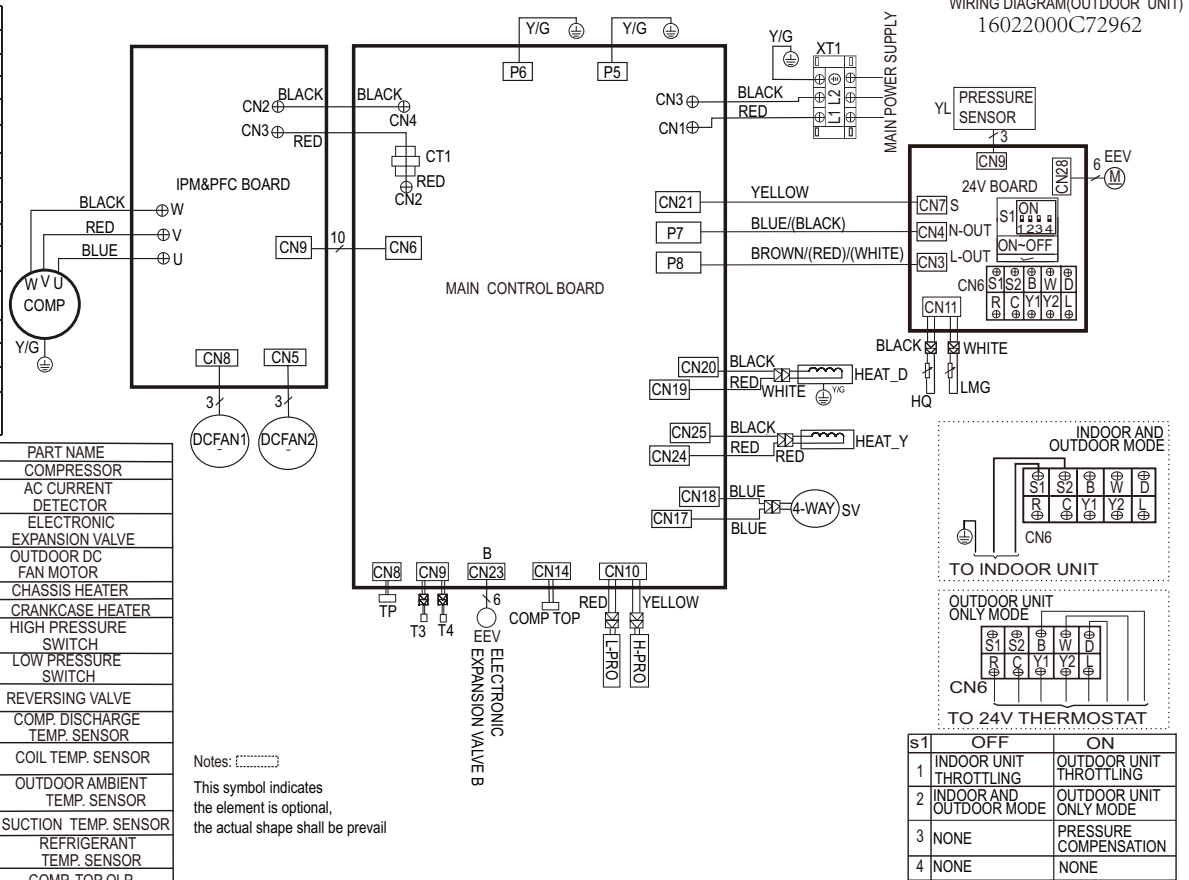 WIRING DIAGRAM(OUTDOOR UNIT)
16022000C72962
Y/G
Y/G
P6
P5
Y/G
XT1
MAIN POWER SUPPLY
L1 L2
CN3
BLACK
CN1
RED
CN2
BLACK
BLACK
CN4
CN3
RED
CT1
RED
CN2
IPM&PFC BOARD
BLACK
W
RED
V
BLUE
U
W V U
COMP
Y/G
CN9
10
CN6
MAIN CONTROL BOARD
CN8
CN5
3
3
DCFAN1
DCFAN2
CN21
YELLOW
P7
BLUE/(BLACK)
P8
BROWN/(RED)/(WHITE)
YL
PRESSURE
SENSOR
3
CN9
24V BOARD
CN28
6
EEV
M
CN7 S
CN4 N-OUT
CN3 L-OUT
S1
ON
1 2 3 4
ON~OFF
CN6
S1 S2 B W D
R C Y1 Y2 L
CN11
BLACK
WHITE
HQ
LMG
CN20
BLACK
CN19
RED
WHITE
HEAT_D
Y/G
CN25
BLACK
CN24
RED
RED
HEAT_Y
CN18
BLUE
CN17
BLUE
4-WAY
SV
CN8
TP
CN9
T3
T4
B
CN23
6
EEV
ELECTRONIC
EXPANSION VALVE B
CN14
COMP TOP
CN10
RED
YELLOW
L-PRO
H-PRO
INDOOR AND
OUTDOOR MODE
S1 S2 B W D
R C Y1 Y2 L
CN6
TO INDOOR UNIT
OUTDOOR UNIT
ONLY MODE
S1 S2 B W D
R C Y1 Y2 L
CN6
TO 24V THERMOSTAT
s1 OFF ON
1 INDOOR UNIT THROTTLING OUTDOOR UNIT THROTTLING
2 INDOOR AND OUTDOOR MODE OUTDOOR UNIT ONLY MODE
3 NONE PRESSURE COMPENSATION
4 NONE NONE
PART NAME
COMPRESSOR
AC CURRENT
DETECTOR
ELECTRONIC
EXPANSION VALVE
OUTDOOR DC
FAN MOTOR
CHASSIS HEATER
CRANKCASE HEATER
HIGH PRESSURE
SWITCH
LOW PRESSURE
SWITCH
REVERSING VALVE
COMP. DISCHARGE
TEMP. SENSOR
COIL TEMP. SENSOR
OUTDOOR AMBIENT
TEMP. SENSOR
SUCTION TEMP. SENSOR
REFRIGERANT
TEMP. SENSOR
COMP. TOP OLP
Notes:
This symbol indicates
the element is optional,
the actual shape shall be prevail